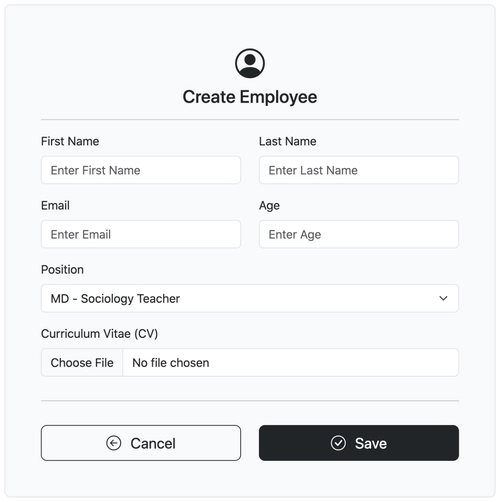 Create Employee
First Name
Last Name
Enter First Name
Enter Last Name
Email
Age
Enter Email
Enter Age
Position
MD - Sociology Teacher
Curriculum Vitae (CV)
Choose File No file chosen
Cancel
Save